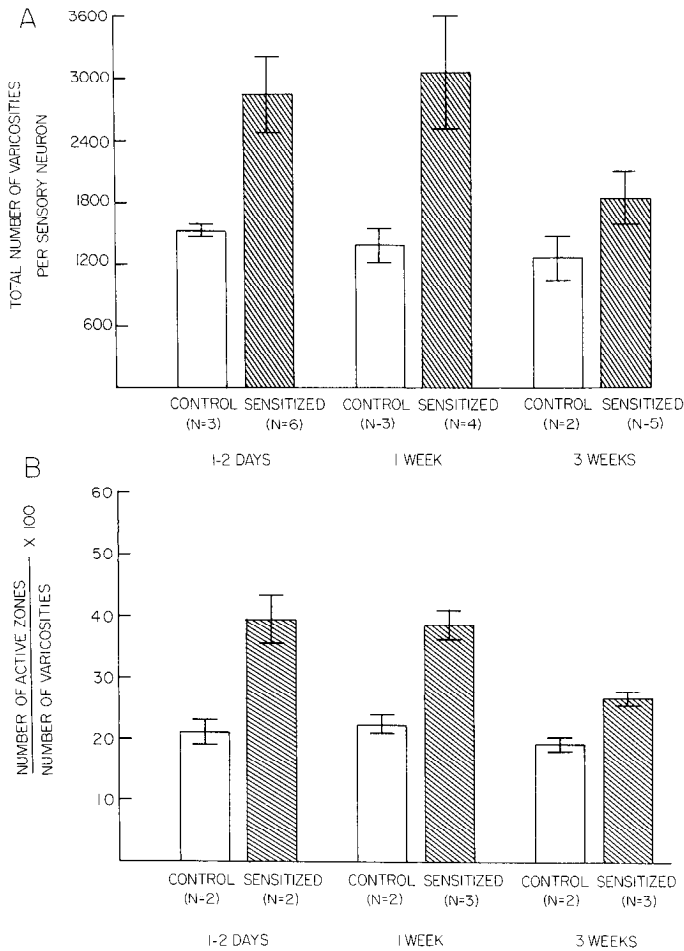 A
TOTAL NUMBER OF VARICOSITIES
PER SENSORY NEURON
3600
3000
2400
1800
1200
600
CONTROL SENSITIZED CONTROL SENSITIZED CONTROL SENSITIZED
(N=3) (N=6) (N-3) (N=4) (N=2) (N-5)
1-2 DAYS 1 WEEK 3 WEEKS
B
NUMBER OF ACTIVE ZONES
NUMBER OF VARICOSITIES
X 100
60
50
40
30
20
10
CONTROL SENSITIZED CONTROL SENSITIZED CONTROL SENSITIZED
(N-2) (N=2) (N=2) (N=3) (N=2) (N=3)
1-2 DAYS 1 WEEK 3 WEEKS